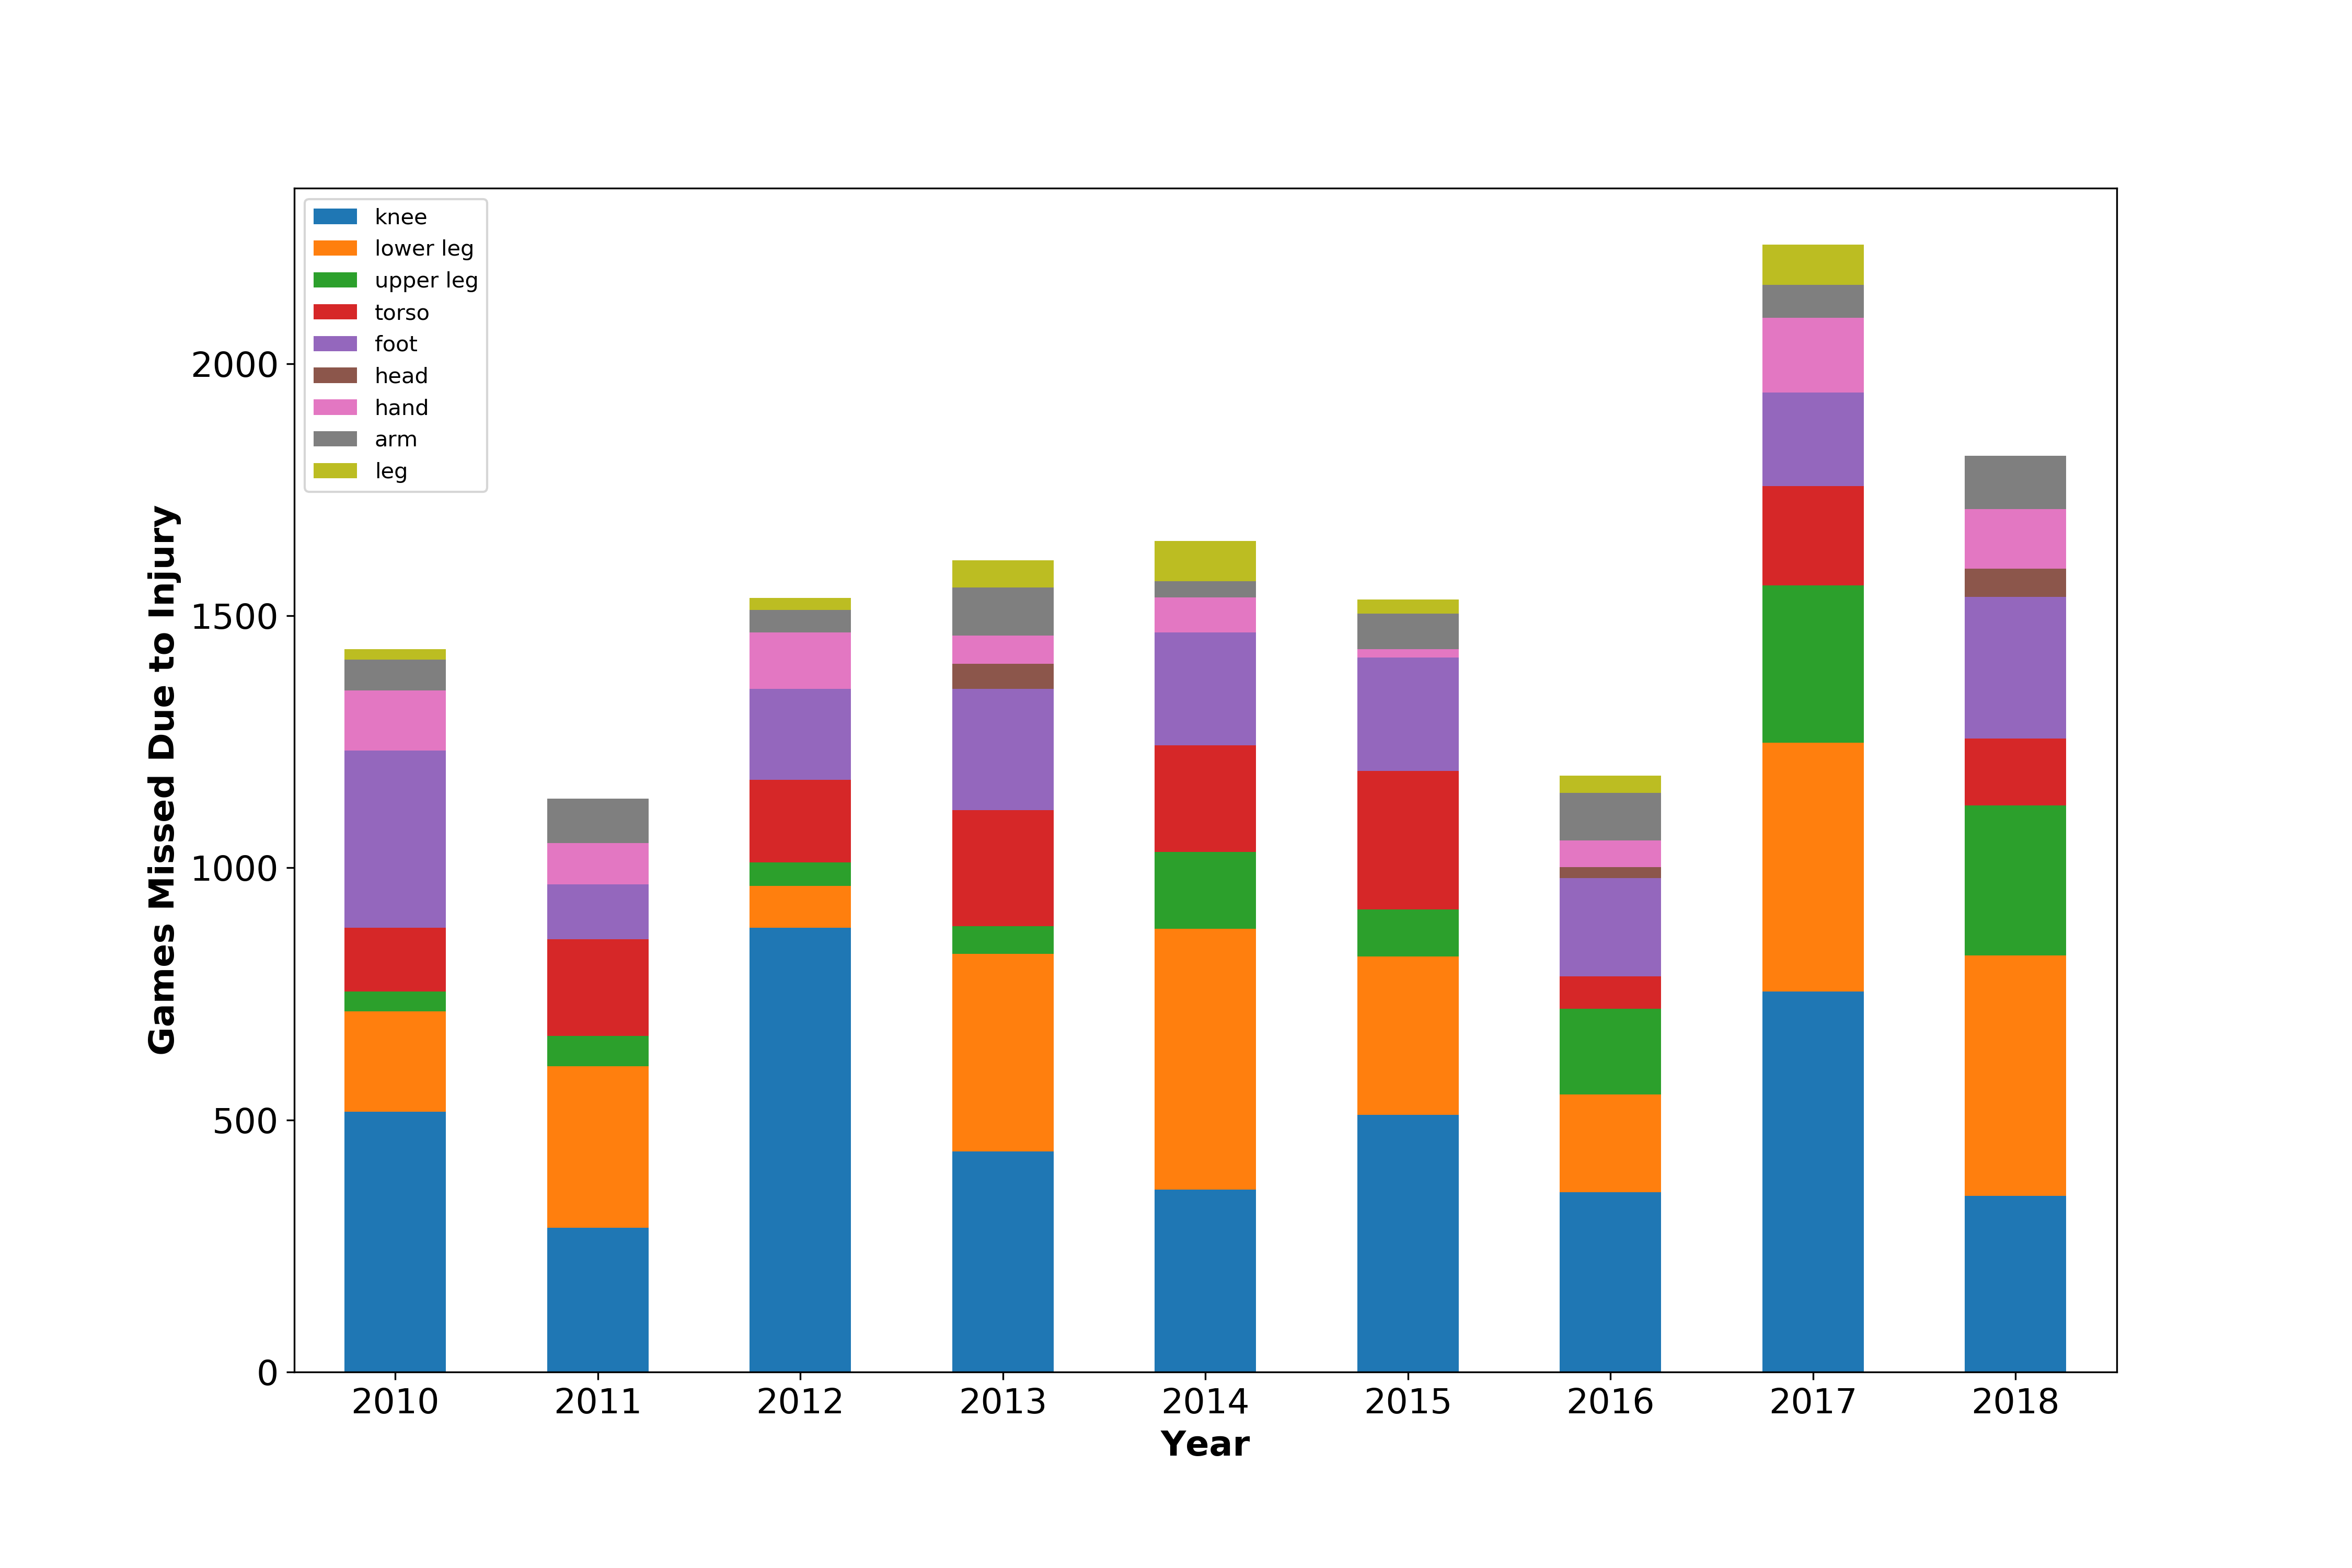 knee
lower leg
upper leg
torso
foot
head
hand
arm
leg
Games Missed Due to Injury
2000
1500
1000
500
0
2010 2011 2012 2013 2014 2015 2016 2017 2018
Year